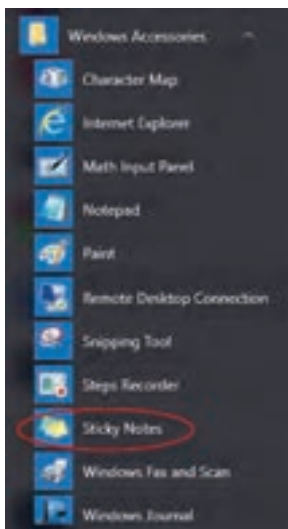 Windows Accessories
Character Map
Internet Explorer
Math Input Panel
Notepad
Paint
Remote Desktop Connection
Snipping Tool
Steps Recorder
Sticky Notes
Windows Fax and Scan
Windows Journal